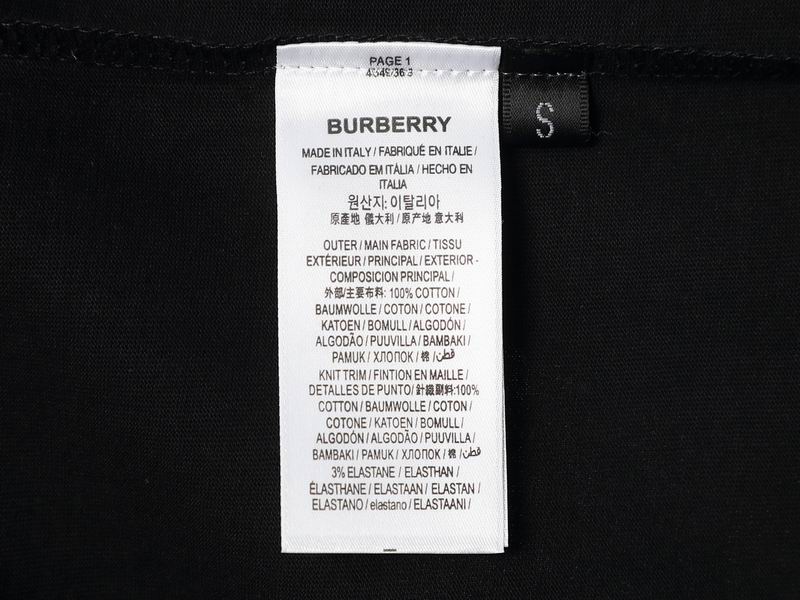 PAGE 1
BURBERRY
MADE IN ITALY / FABRIQUÉ EN ITALIE /
FABRICADO EM ITÁLIA / HECHO EN
ITALIA
원산지: 이탈리아
原產地 儀大利 / 原产地 意大利
OUTER / MAIN FABRIC / TISSU
EXTÉRIEUR / PRINCIPAL / EXTERIOR -
COMPOSICION PRINCIPAL /
外部/主要布料: 100% COTTON /
BAUMWOLLE / COTON / COTONE /
KATOEN / BOMULL / ALGODÓN /
ALGODÃO / PUUVILLA / BAMBAKI /
PAMUK / ХЛОПОК / 棉 / قطن
KNIT TRIM / FINTION EN MAILLE /
DETALLES DE PUNTO/ 針織 :100%
COTTON / BAUMWOLLE / COTON /
COTONE / KATOEN / BOMULL /
ALGODÓN / ALGODÃO / PUUVILLA /
BAMBAKI / PAMUK / ХЛОПОК / 棉 / قطن
3% ELASTANE / ELASTHAN /
ÉLASTHANE / ELASTAAN / ELASTAN /
ELASTANO / elastano / ELASTAANI /
S